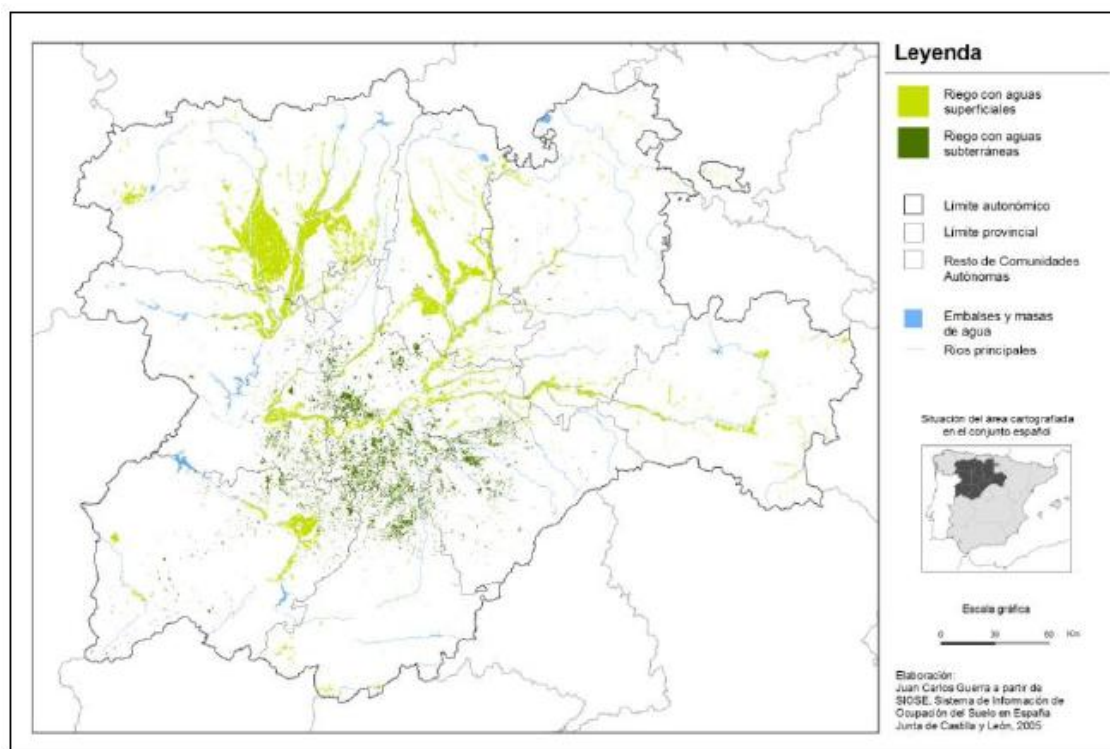 Leyenda
Riego con aguas
superficiales
Riego con aguas
subterráneas
Límite autonómico
Límite provincial
Resto de Comunidades
Autónomas
Embalses y masas
de agua
Rios principales
Situación del área cartografiada
en el conjunto español
Escala gráfica
0 30 60 Km
Elaboración:
Juan Carlos Guerra a partir de
SIOSE. Sistema de Información de
Ocupación del Suelo en España
Junta de Castilla y León, 2005